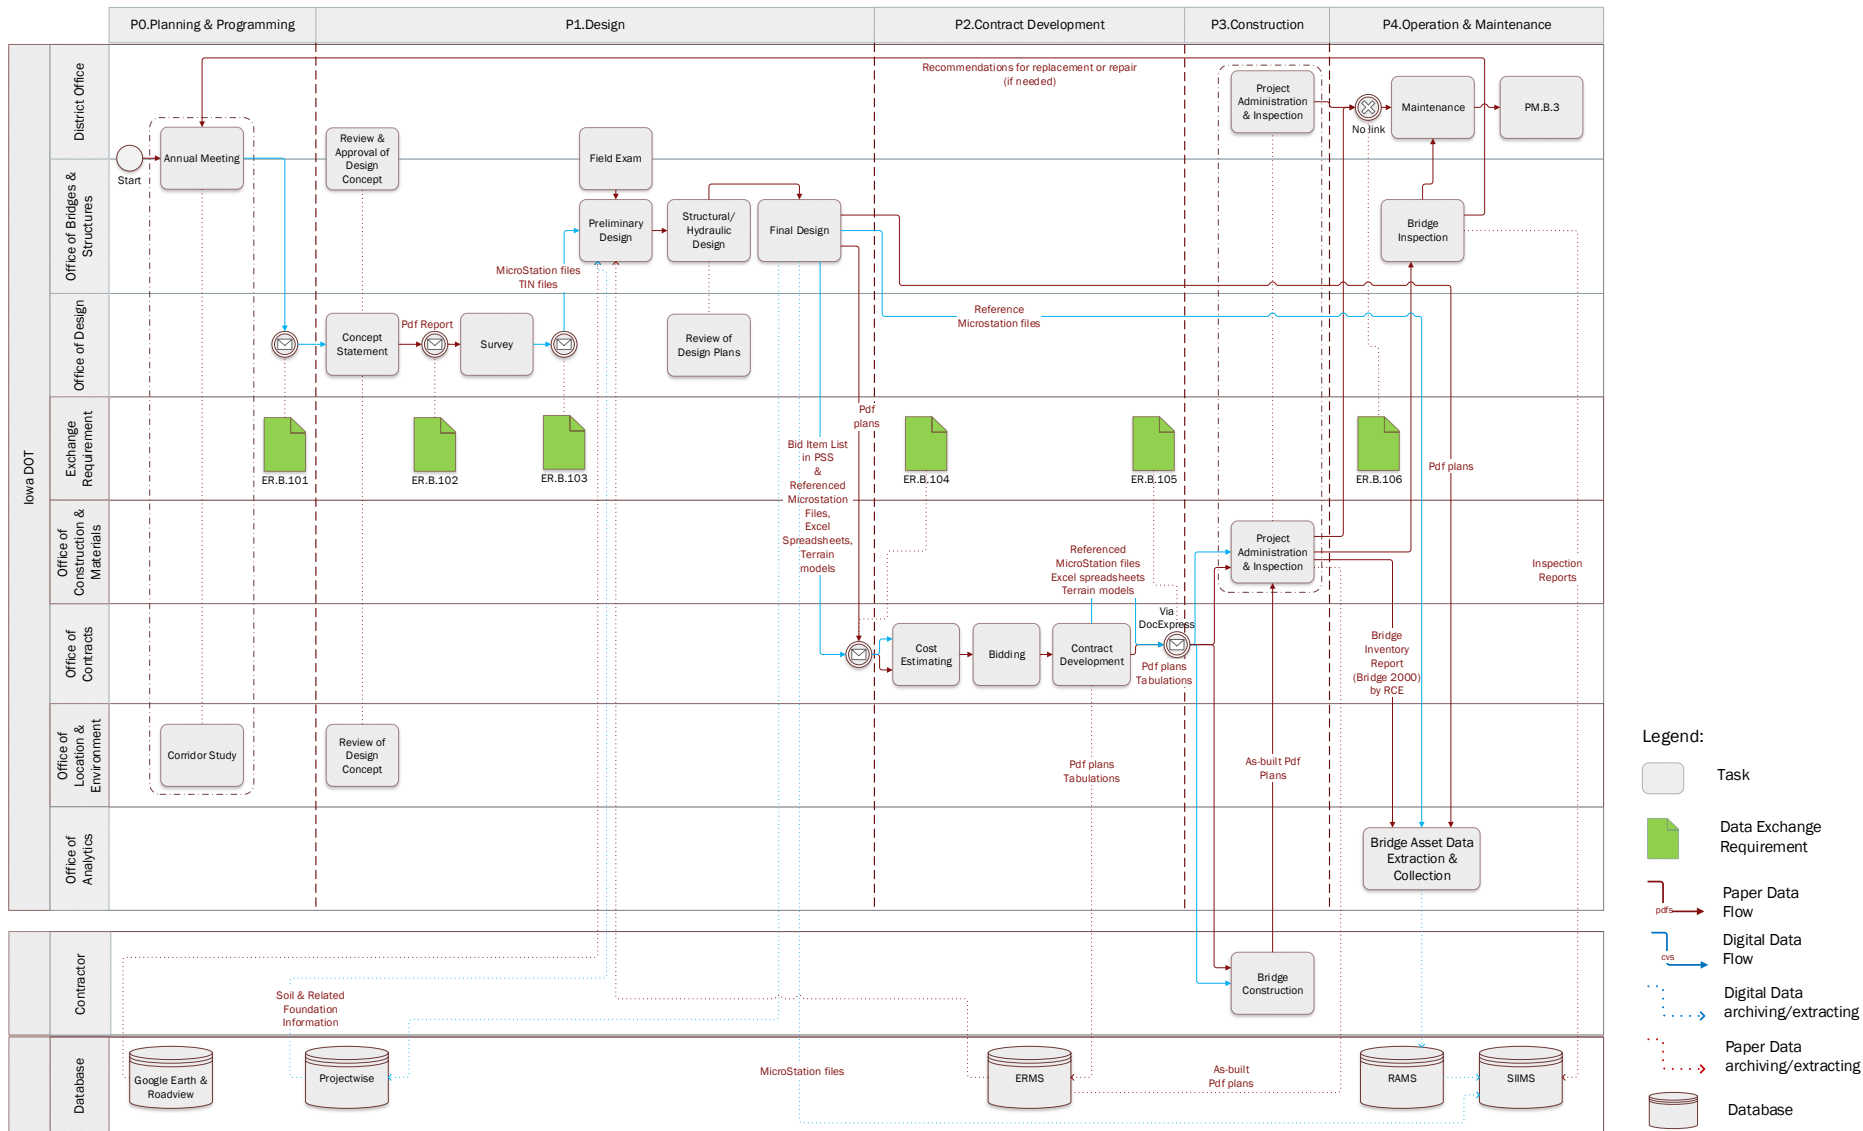 P0.Planning & Programming
P1.Design
P2.Contract Development
P3.Construction
P4.Operation & Maintenance
Iowa DOT
District Office
Recommendations for replacement or repair
(if needed)
Start
Annual Meeting
Review &
Approval of
Design
Concept
Field Exam
Project
Administration
& Inspection
No link
Maintenance
PM.B.3
Office of Bridges &
Structures
Preliminary
Design
Structural/
Hydraulic
Design
Final Design
Bridge
Inspection
MicroStation files
TIN files
Office of Design
Concept
Statement
Pdf Report
Survey
Review of
Design Plans
Reference
Microstation files
Exchange
Requirement
ER.B.101
ER.B.102
ER.B.103
ER.B.104
ER.B.105
ER.B.106
Pdf
plans
Bid Item List
in PSS
&
Referenced
Microstation
Files,
Excel
Spreadsheets,
Terrain
models
Pdf plans
Office of
Construction &
Materials
Referenced
MicroStation files
Excel spreadsheets
Terrain models
Project
Administration
& Inspection
Inspection
Reports
Office of
Contracts
Cost
Estimating
Bidding
Contract
Development
Via
DocExpress
Pdf plans
Tabulations
Bridge
Inventory
Report
(Bridge 2000)
by RCE
Office of
Location &
Environment
Corridor Study
Review of
Design
Concept
Pdf plans
Tabulations
As-built Pdf
Plans
Office of
Analytics
Bridge Asset Data
Extraction &
Collection
Contractor
Soil & Related
Foundation
Information
Bridge
Construction
Database
Google Earth &
Roadview
Projectwise
MicroStation files
ERMS
As-built
Pdf plans
RAMS
SIIMS
Legend:
Task
Data Exchange
Requirement
pdfs
Paper Data
Flow
cvs
Digital Data
Flow
Digital Data
archiving/extracting
Paper Data
archiving/extracting
Database